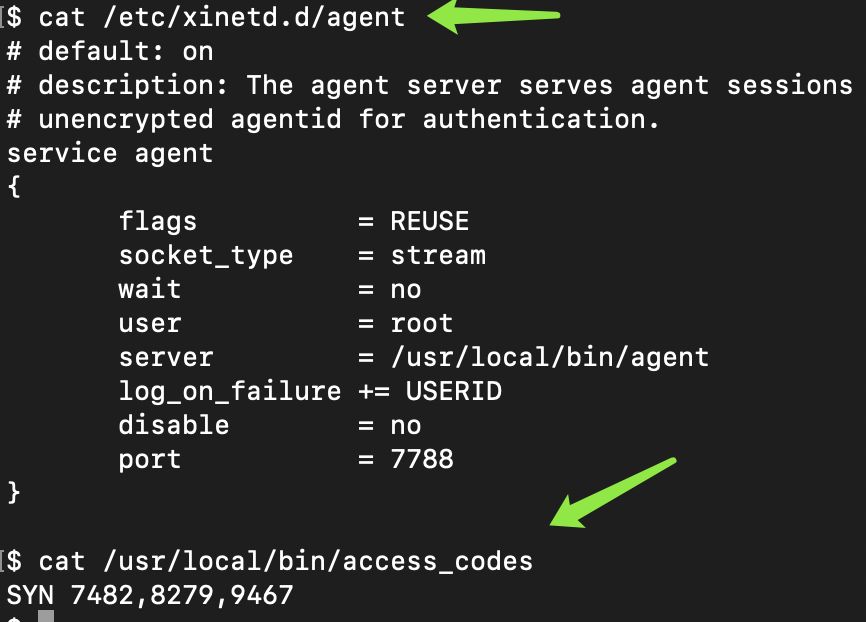 [$ cat /etc/xinetd.d/agent
# default: on
# description: The agent server serves agent sessions
# unencrypted agentid for authentication.
service agent
{
flags = REUSE
socket_type = stream
wait = no
user = root
server = /usr/local/bin/agent
log_on_failure += USERID
disable = no
port = 7788
}
[$ cat /usr/local/bin/access_codes
SYN 7482,8279,9467
$